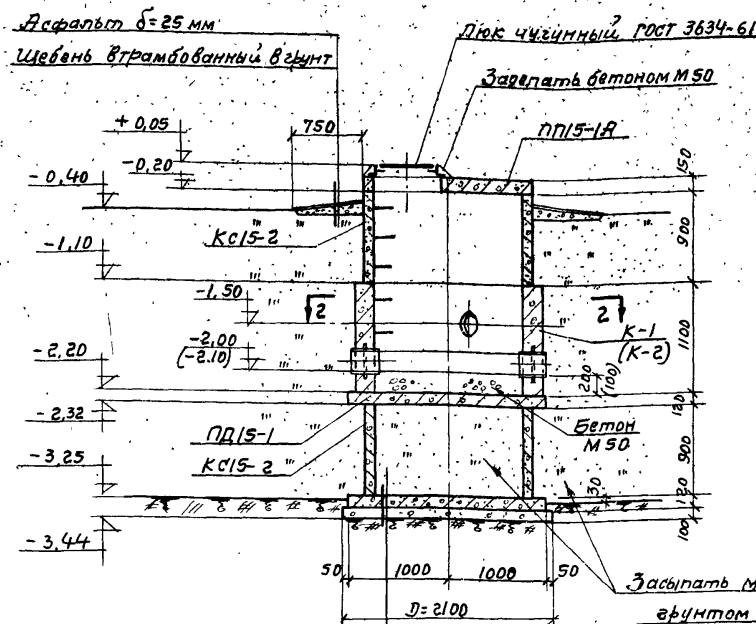 Асфальт δ=25 мм
Щебень втрамбованный в грунт
Люк чугунный ГОСТ 3634-61
Заделать бетоном М50
ПП15-1А
+0,05
-0,20
-0,40
750
150
КС15-2
900
-1,10
-1,50
2
2
К-1
(К-2)
-2,00
(-2.10)
-2,20
1100
200
(100)
-2,32
120
ПД15-1
Бетон
М50
КС15-2
900
-3,25
30
120
100
-3,44
50
1000
1000
50
Засыпать М
грунтом
D=2100